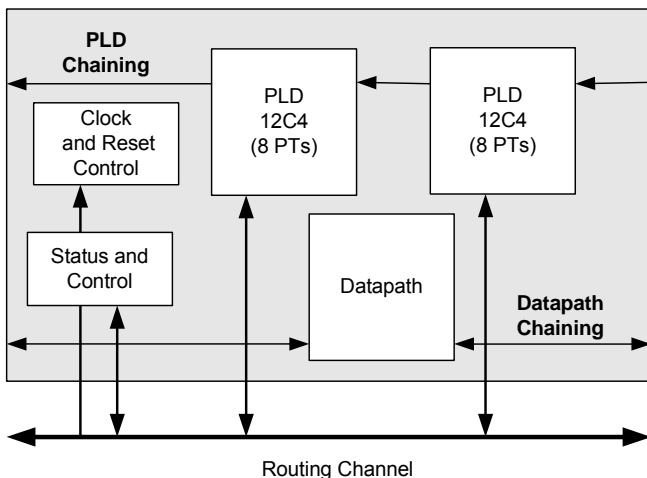 PLD
Chaining
PLD
12C4
(8 PTs)
PLD
12C4
(8 PTs)
Clock
and Reset
Control
Status and
Control
Datapath
Datapath
Chaining
Routing Channel